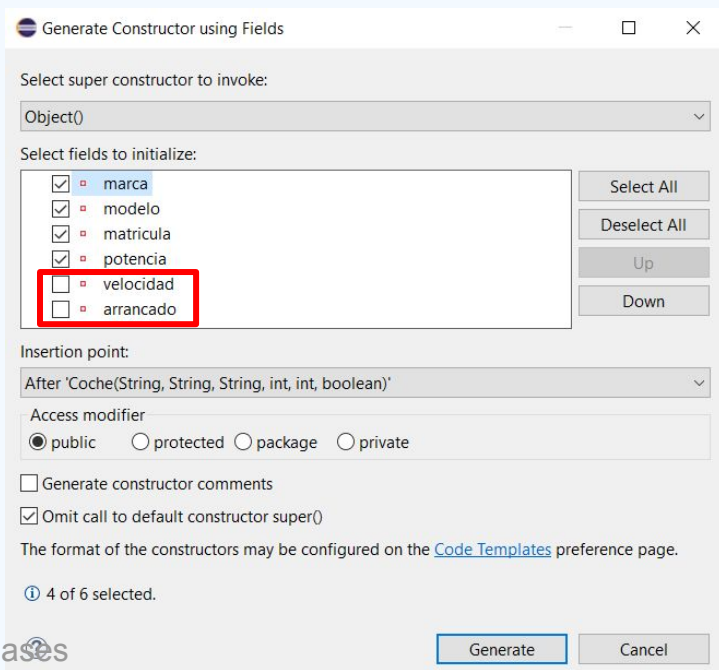 Generate Constructor using Fields
Select super constructor to invoke:
Object()
Select fields to initialize:
marca
modelo
matricula
potencia
velocidad
arrancado
Select All
Deselect All
Up
Down
Insertion point:
After 'Coche(String, String, String, int, int, boolean)'
Access modifier
public protected package private
Generate constructor comments
Omit call to default constructor super()
The format of the constructors may be configured on the Code Templates preference page.
4 of 6 selected.
Generate Cancel